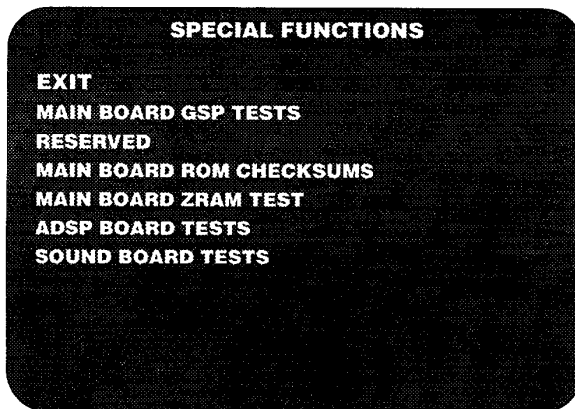 SPECIAL FUNCTIONS
EXIT
MAIN BOARD GSP TESTS
RESERVED
MAIN BOARD ROM CHECKSUMS
MAIN BOARD ZRAM TEST
ADSP BOARD TESTS
SOUND BOARD TESTS